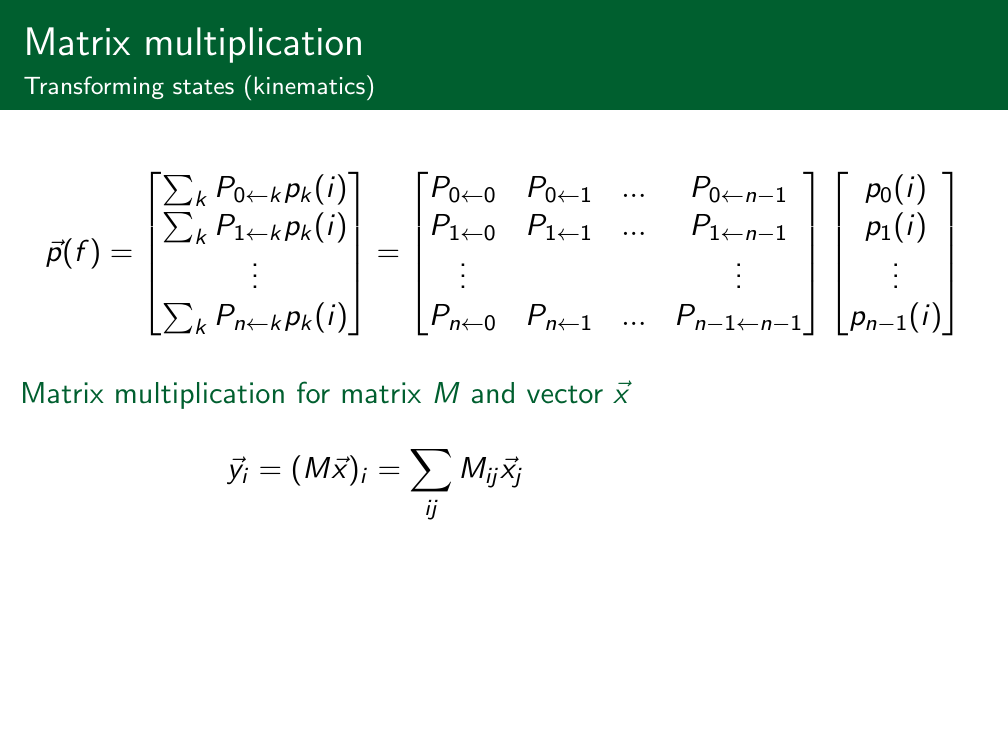 Matrix multiplication
Transforming states (kinematics)
$\vec{p}(f) = \begin{bmatrix} \sum_k P_{0\leftarrow k} p_k(i) \\ \sum_k P_{1\leftarrow k} p_k(i) \\ \vdots \\ \sum_k P_{n\leftarrow k} p_k(i) \end{bmatrix} = \begin{bmatrix} P_{0\leftarrow 0} & P_{0\leftarrow 1} & ... & P_{0\leftarrow n-1} \\ P_{1\leftarrow 0} & P_{1\leftarrow 1} & ... & P_{1\leftarrow n-1} \\ \vdots & & & \vdots \\ P_{n\leftarrow 0} & P_{n\leftarrow 1} & ... & P_{n-1\leftarrow n-1} \end{bmatrix} \begin{bmatrix} p_0(i) \\ p_1(i) \\ \vdots \\ p_{n-1}(i) \end{bmatrix}$
Matrix multiplication for matrix $M$ and vector $\vec{x}$
$\vec{y}_i = (M\vec{x})_i = \sum_{ij} M_{ij}\vec{x}_j$